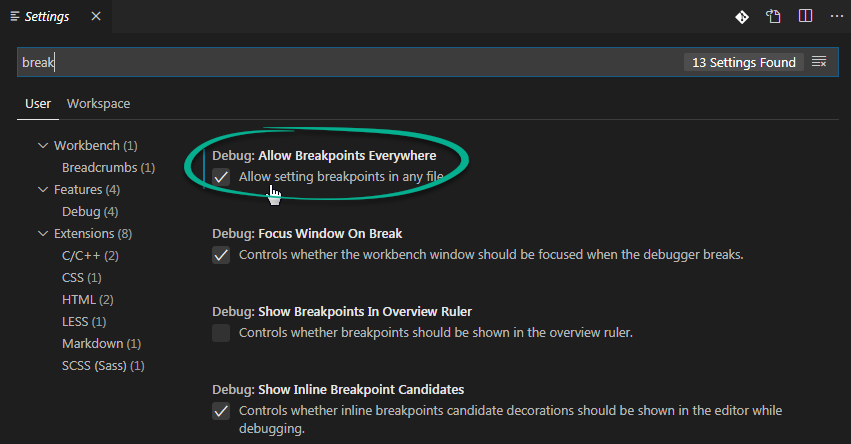 Settings
break
13 Settings Found
User Workspace
Workbench (1)
Breadcrumbs (1)
Features (4)
Debug (4)
Extensions (8)
C/C++ (2)
CSS (1)
HTML (2)
LESS (1)
Markdown (1)
SCSS (Sass) (1)
Debug: Allow Breakpoints Everywhere
Allow setting breakpoints in any file
Debug: Focus Window On Break
Controls whether the workbench window should be focused when the debugger breaks.
Debug: Show Breakpoints In Overview Ruler
Controls whether breakpoints should be shown in the overview ruler.
Debug: Show Inline Breakpoint Candidates
Controls whether inline breakpoints candidate decorations should be shown in the editor while
debugging.